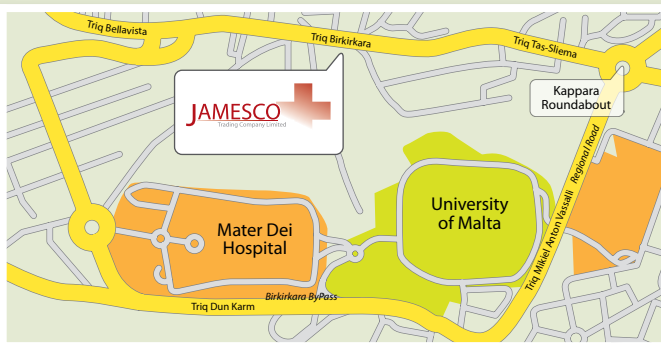 Triq Bellavista
Triq Birkirkara
Triq Tas-Sliema
Kappara
Roundabout
JAMESCO
Trading Company Limited
Regional Road
Triq Mikiel Anton Vassalli
University
of Malta
Mater Dei
Hospital
Birkirkara ByPass
Triq Dun Karm